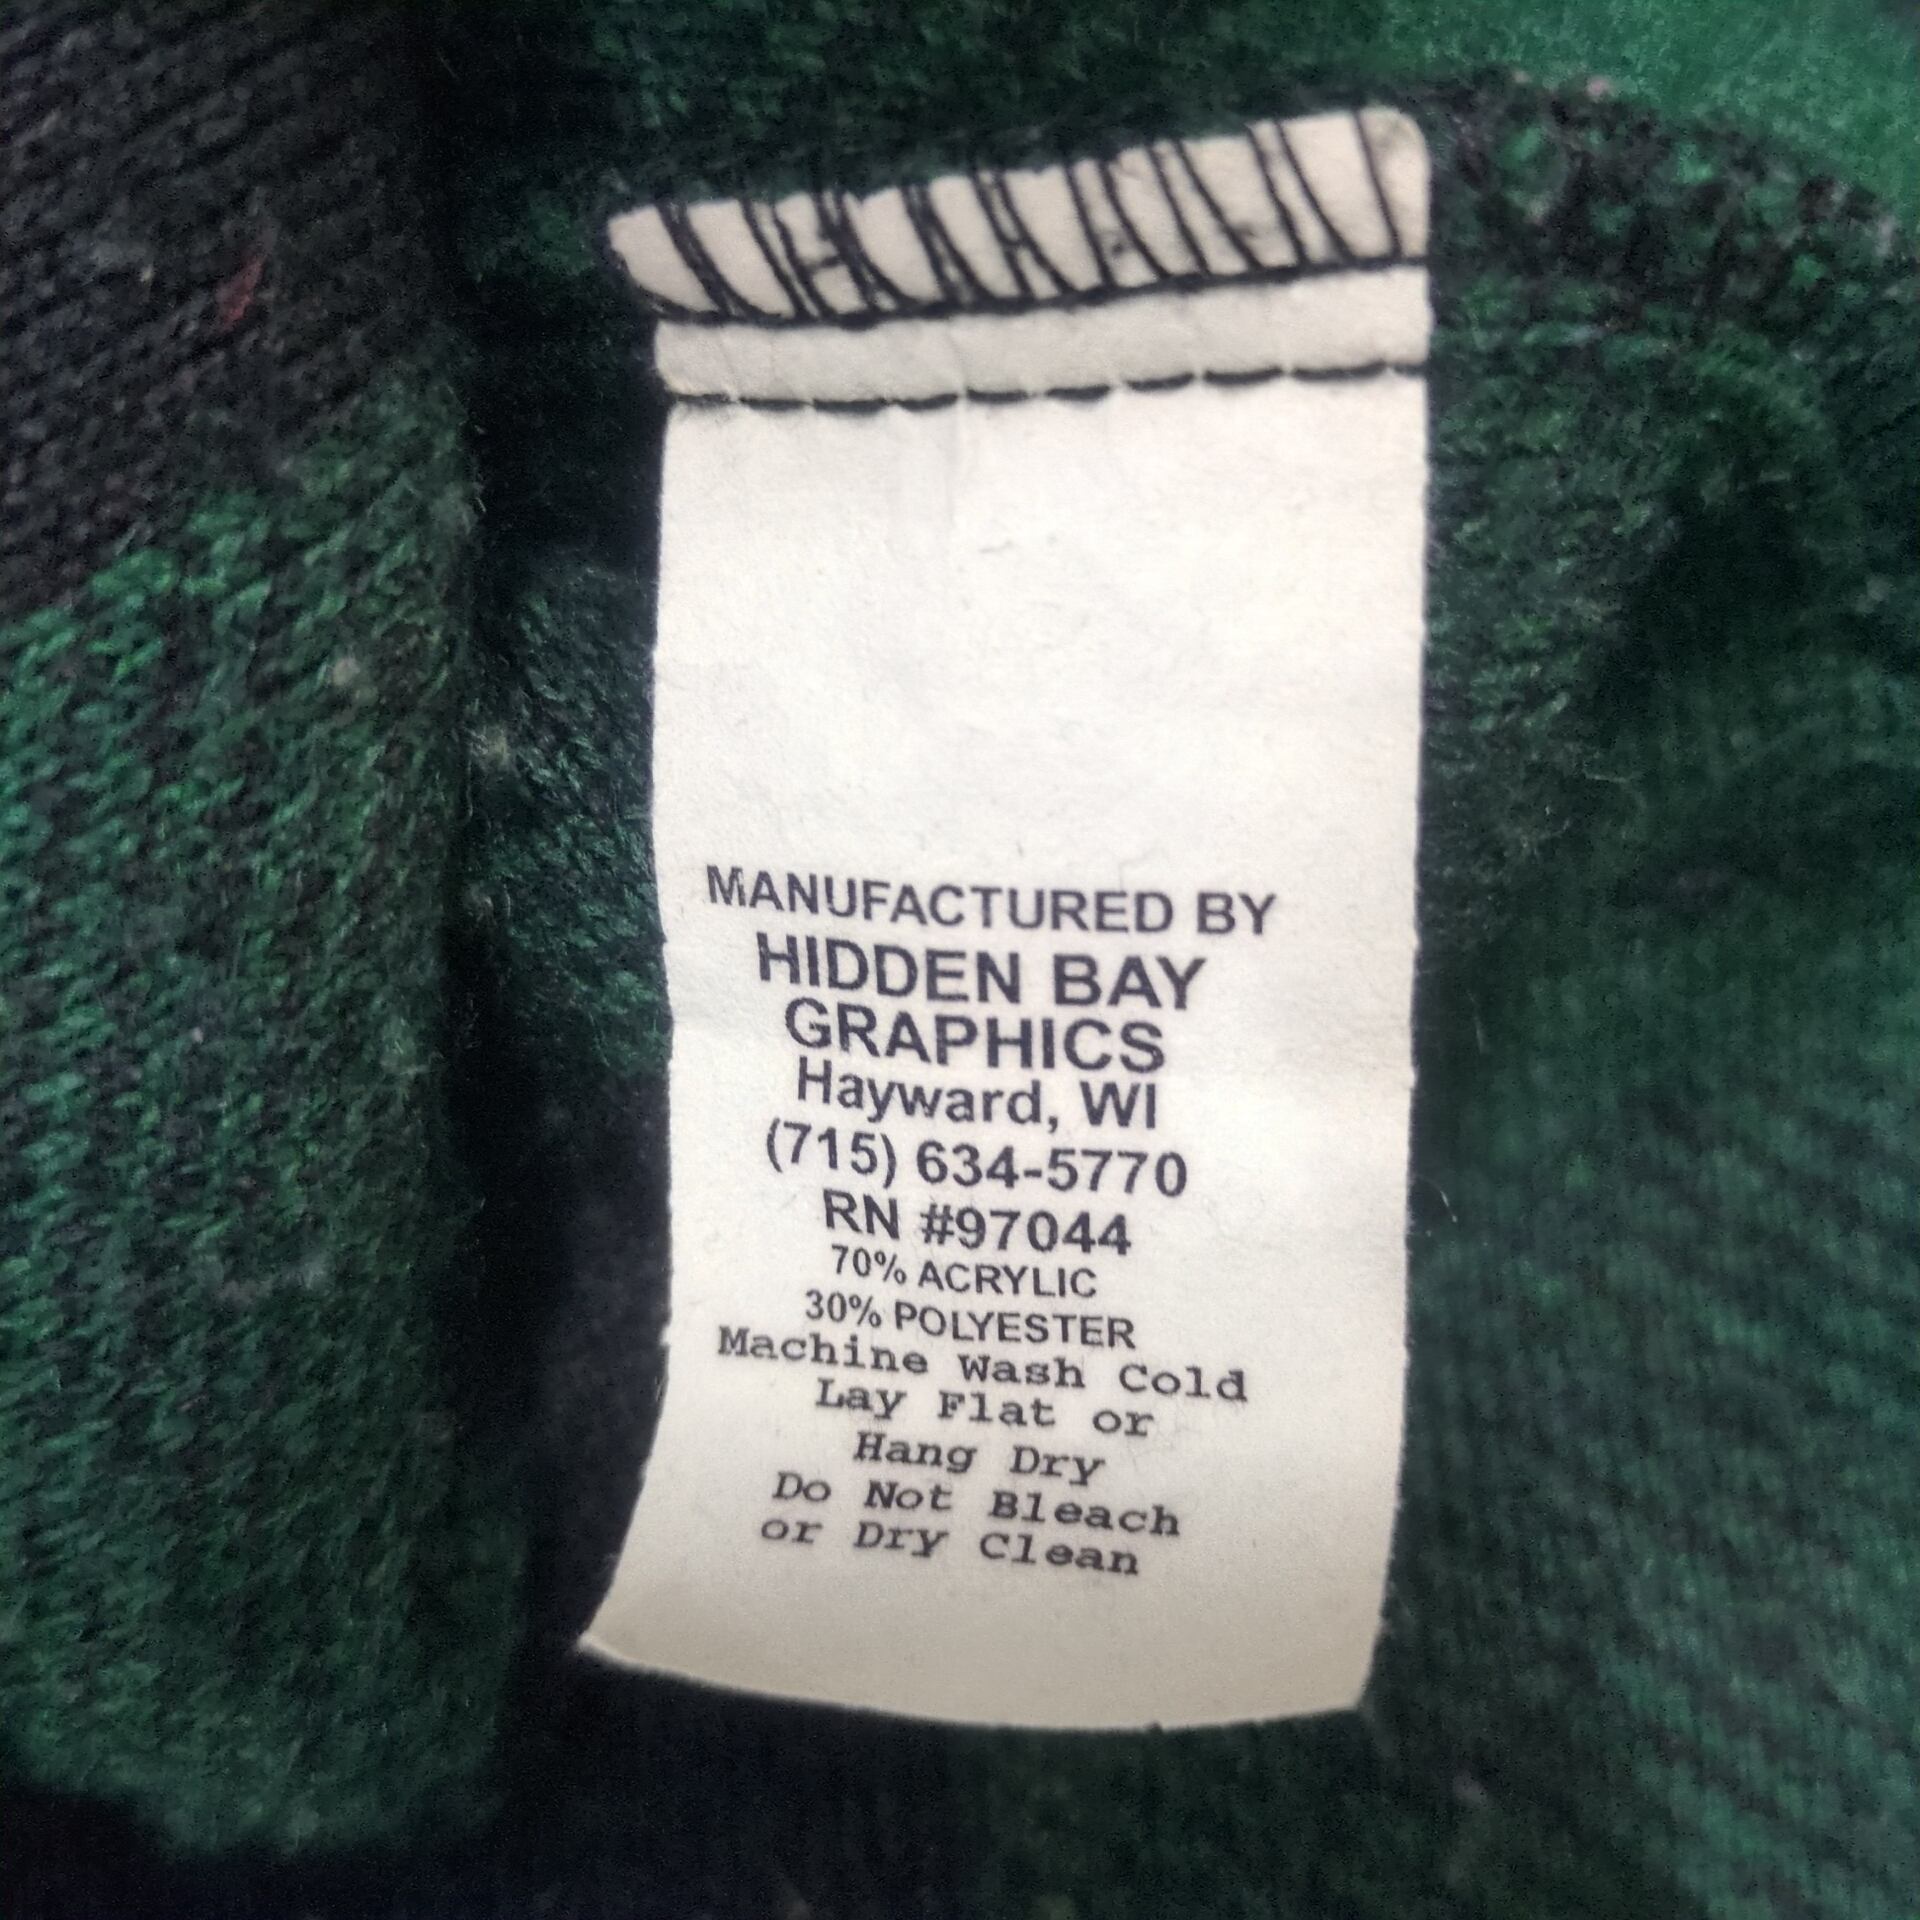 MANUFACTURED BY
HIDDEN BAY
GRAPHICS
Hayward, WI
(715) 634-5770
RN #97044
70% ACRYLIC
30% POLYESTER
Machine Wash Cold
Lay Flat or
Hang Dry
Do Not Bleach
or Dry Clean